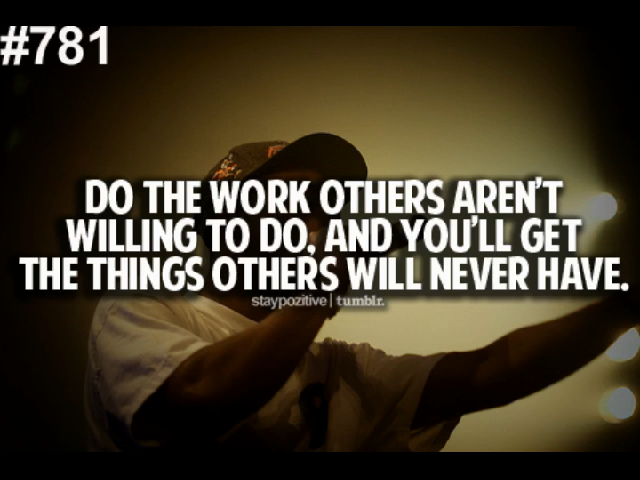 #781
DO THE WORK OTHERS AREN'T
WILLING TO DO, AND YOU'LL GET
THE THINGS OTHERS WILL NEVER HAVE.
staypozitive | tumblr.